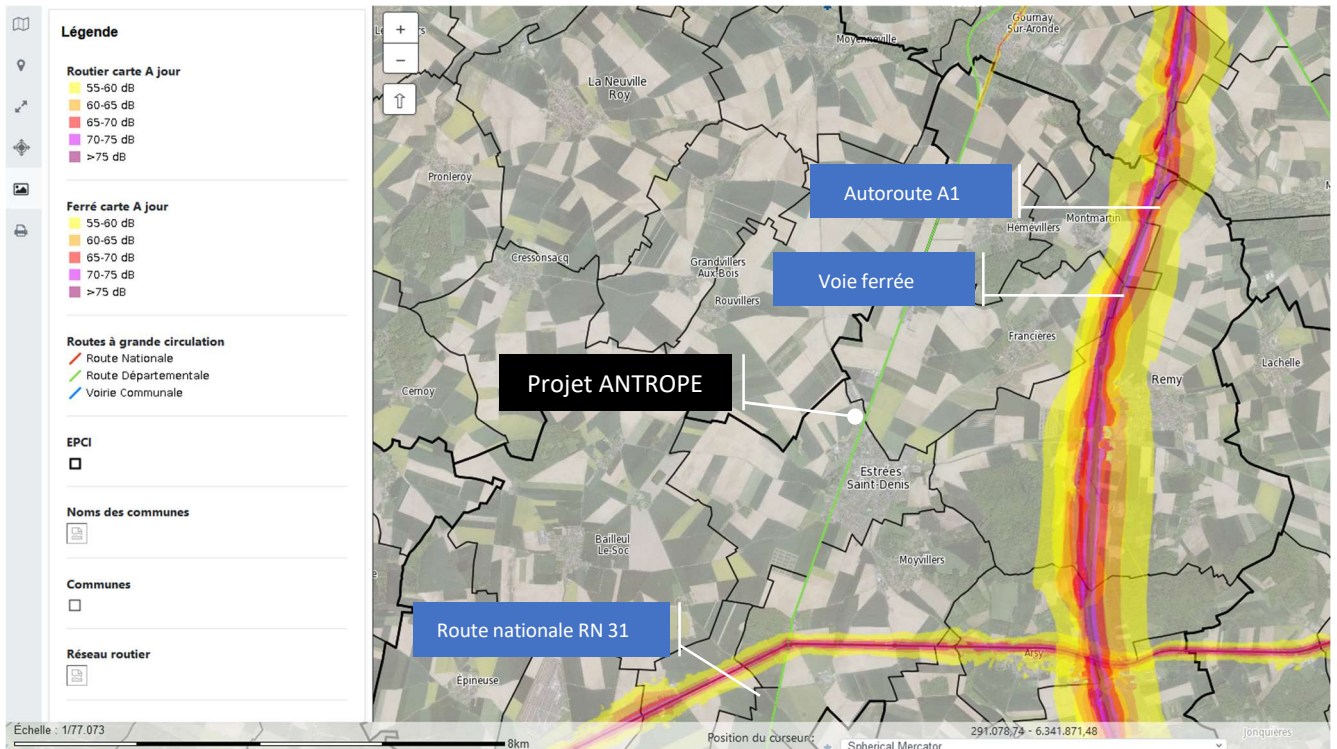 Légende
Routier carte A jour
55-60 dB
60-65 dB
65-70 dB
70-75 dB
>75 dB
Ferré carte A jour
55-60 dB
60-65 dB
65-70 dB
70-75 dB
>75 dB
Routes à grande circulation
Route Nationale
Route Départementale
Voirie Communale
EPCI
Noms des communes
Communes
Réseau routier
Échelle : 1/77.073
8km
+
−
⇧
Gournay
Sur-Aronde
Moyenneville
La Neuville
Roy
Pronleroy
Autoroute A1
Montmartin
Hémévillers
Cressonsacq
Grandvillers
Aux-Bois
Voie ferrée
Rouvillers
Francières
Lachelle
Projet ANTROPE
Remy
Cernoy
Estrées
Saint-Denis
Bailleul
Le-Soc
Moyvillers
Route nationale RN 31
Arsy
Épineuse
Jonquières
Position du curseur :
291.078,74 - 6.341.871,48
Spherical Mercator